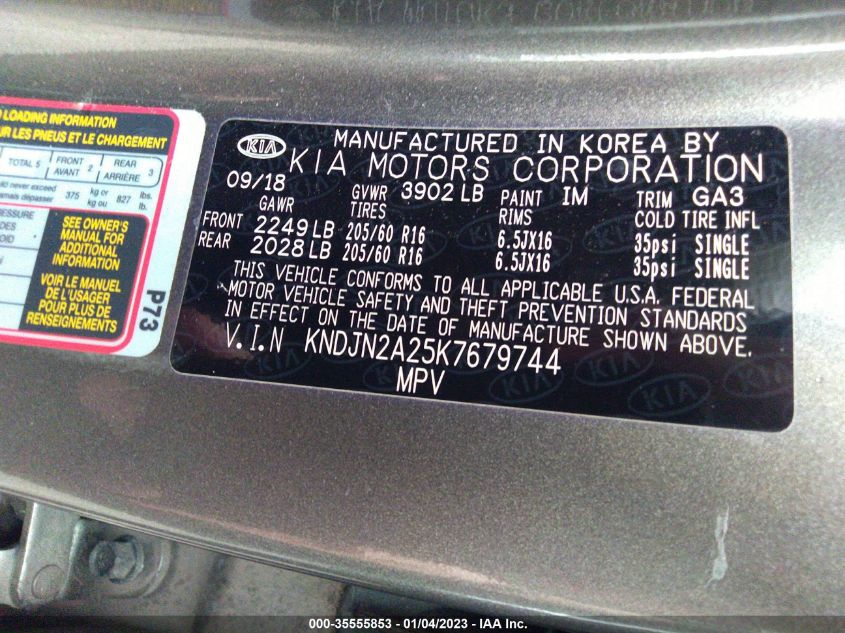 KIA MOTORS CORPORATION
LOADING INFORMATION
UR LES PNEUS ET LE CHARGEMENT
TOTAL 5 FRONT AVANT 2 REAR ARRIÈRE 3
never exceed 375 kg or 827 lbs.
dépasser kg ou lb.
SEE OWNER'S
MANUAL FOR
ADDITIONAL
INFORMATION
VOIR LE MANUEL
DE L'USAGER
POUR PLUS DE
RENSEIGNEMENTS
P73
KIA MANUFACTURED IN KOREA BY
KIA MOTORS CORPORATION
09/18 GVWR 3902 LB PAINT IM TRIM GA3
GAWR TIRES RIMS COLD TIRE INFL
FRONT 2249 LB 205/60 R16 6.5JX16 35psi SINGLE
REAR 2028 LB 205/60 R16 6.5JX16 35psi SINGLE
THIS VEHICLE CONFORMS TO ALL APPLICABLE U.S.A. FEDERAL
MOTOR VEHICLE SAFETY AND THEFT PREVENTION STANDARDS
IN EFFECT ON THE DATE OF MANUFACTURE SHOWN ABOVE.
V.I.N KNDJN2A25K7679744
MPV
000-35555853 - 01/04/2023 - IAA Inc.